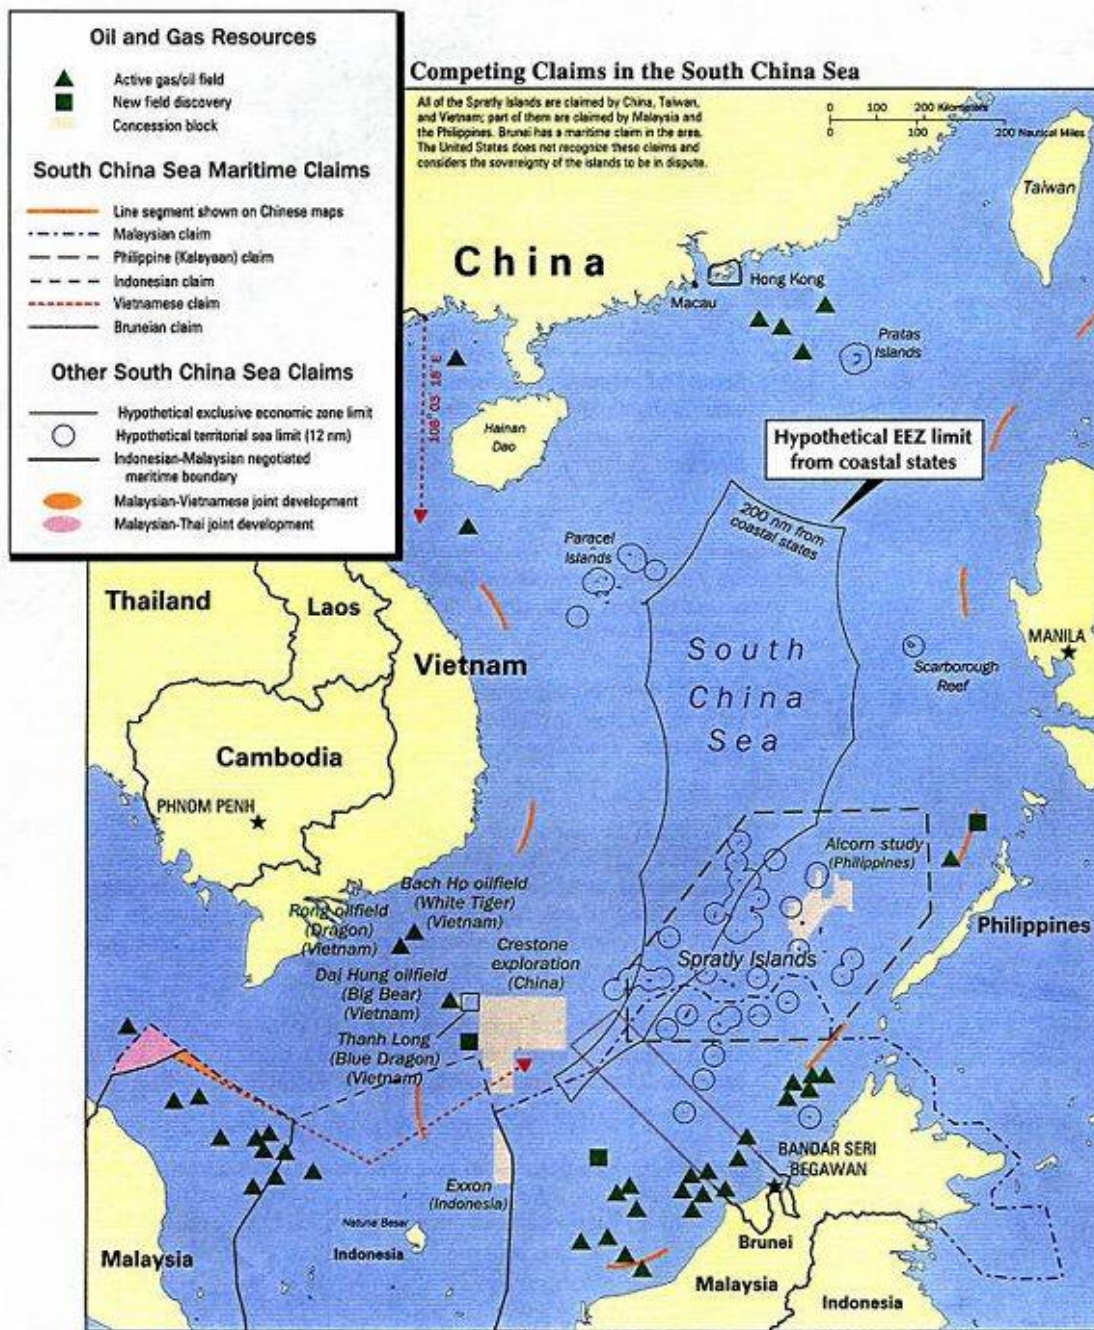 Oil and Gas Resources
Active gas/oil field
New field discovery
Concession block
South China Sea Maritime Claims
Line segment shown on Chinese maps
Malaysian claim
Philippine (Kalayaan) claim
Indonesian claim
Vietnamese claim
Bruneian claim
Other South China Sea Claims
Hypothetical exclusive economic zone limit
Hypothetical territorial sea limit (12 nm)
Indonesian-Malaysian negotiated
maritime boundary
Malaysian-Vietnamese joint development
Malaysian-Thai joint development
Competing Claims in the South China Sea
All of the Spratly Islands are claimed by China, Taiwan,
and Vietnam; part of them are claimed by Malaysia and
the Philippines. Brunei has a maritime claim in the area.
The United States does not recognize these claims and
considers the sovereignty of the islands to be in dispute.
0 100 200 Kilometers
0 100 200 Nautical Miles
Taiwan
China
Hong Kong
Macau
Pratas
Islands
108° 03' 18" E
Hainan
Dao
Hypothetical EEZ limit
from coastal states
200 nm from
coastal states
Paracel
Islands
Thailand
Laos
Vietnam
South
China
Sea
MANILA
Scarborough
Reef
Cambodia
PHNOM PENH
Alcorn study
(Philippines)
Bach Ho oilfield
(White Tiger)
(Vietnam)
Rong oilfield
(Dragon)
(Vietnam)
Philippines
Crestone
exploration
(China)
Spratly Islands
Dai Hung oilfield
(Big Bear)
(Vietnam)
Thanh Long
(Blue Dragon)
(Vietnam)
BANDAR SERI
BEGAWAN
Exxon
(Indonesia)
Natuna Besar
Indonesia
Malaysia
Brunei
Malaysia
Indonesia